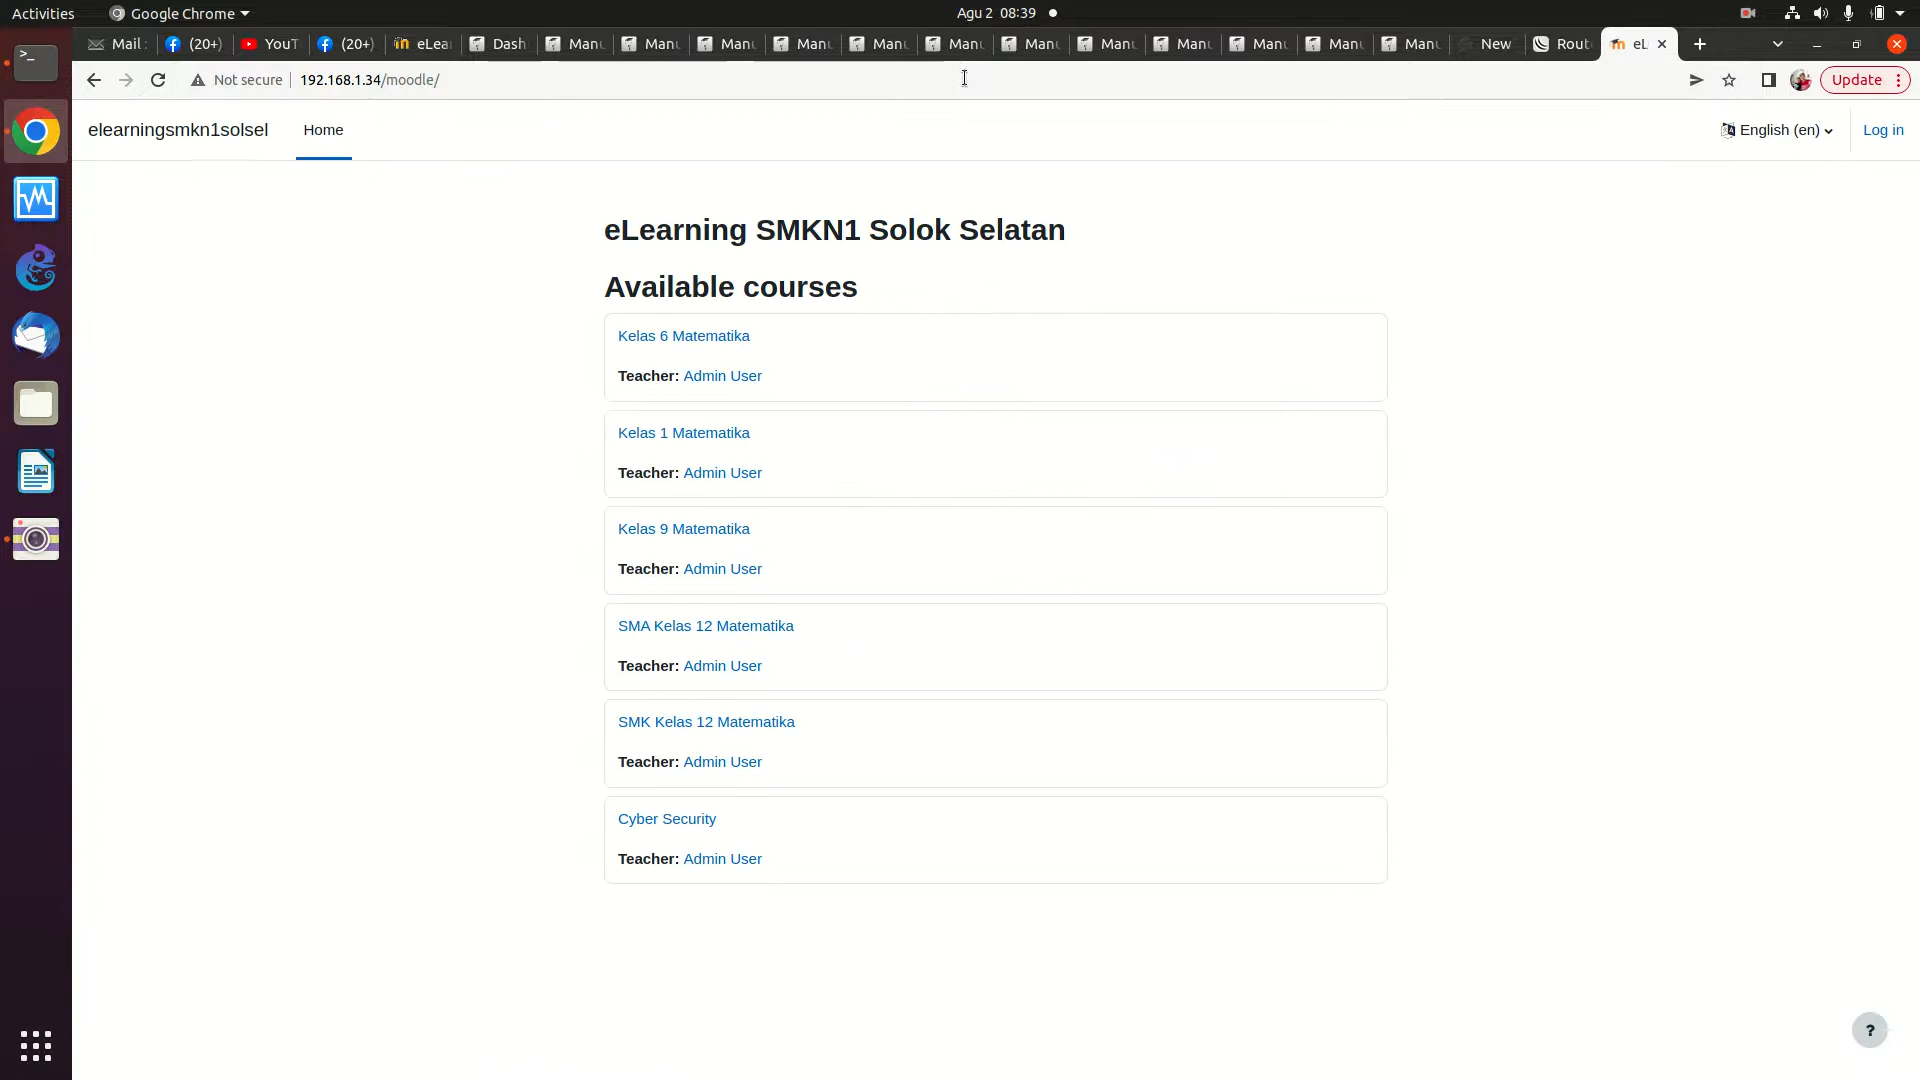 Activities
Google Chrome
Agu 2 08:39
Mail :
(20+)
YouT
(20+)
eLea
Dash
Manu
Manu
Manu
Manu
Manu
Manu
Manu
Manu
Manu
Manu
Manu
Manu
New
Route
eL
Not secure
192.168.1.34/moodle/
Update
elearningsmkn1solsel
Home
English (en)
Log in
eLearning SMKN1 Solok Selatan
Available courses
Kelas 6 Matematika
Teacher: Admin User
Kelas 1 Matematika
Teacher: Admin User
Kelas 9 Matematika
Teacher: Admin User
SMA Kelas 12 Matematika
Teacher: Admin User
SMK Kelas 12 Matematika
Teacher: Admin User
Cyber Security
Teacher: Admin User
?